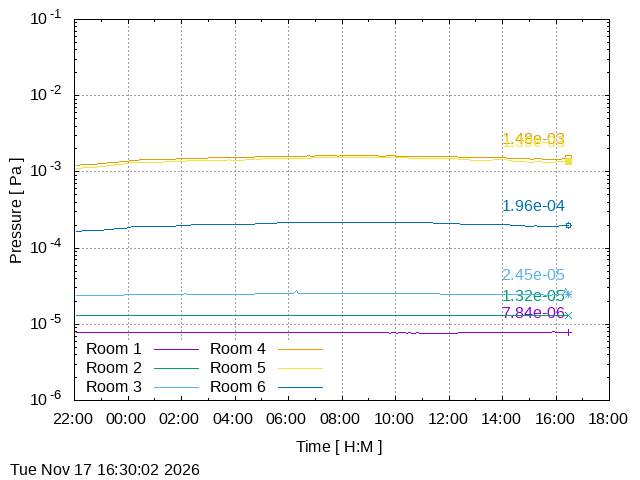 10^-1
10^-2
10^-3
10^-4
10^-5
10^-6
Pressure [ Pa ]
1.48e-03
1.96e-04
2.45e-05
1.32e-05
7.84e-06
Room 1 Room 4
Room 2 Room 5
Room 3 Room 6
22:00 00:00 02:00 04:00 06:00 08:00 10:00 12:00 14:00 16:00 18:00
Time [ H:M ]
Tue Nov 17 16:30:02 2026